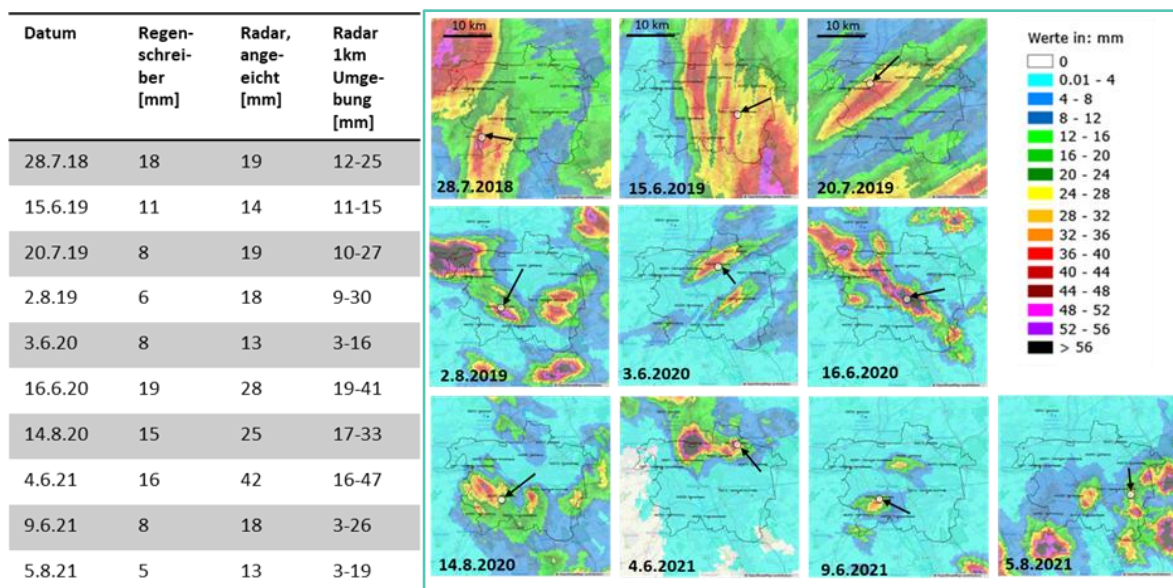 Datum Regen- Radar, Radar
schrei- ange- 1km
ber eicht Umge-
[mm] [mm] bung
[mm]
28.7.18 18 19 12-25
15.6.19 11 14 11-15
20.7.19 8 19 10-27
2.8.19 6 18 9-30
3.6.20 8 13 3-16
16.6.20 19 28 19-41
14.8.20 15 25 17-33
4.6.21 16 42 16-47
9.6.21 8 18 3-26
5.8.21 5 13 3-19
10 km 10 km
28.7.2018 15.6.2019 20.7.2019
2.8.2019 3.6.2020 16.6.2020
14.8.2020 4.6.2021 9.6.2021 5.8.2021
Werte in: mm
0
0.01 - 4
4 - 8
8 - 12
12 - 16
16 - 20
20 - 24
24 - 28
28 - 32
32 - 36
36 - 40
40 - 44
44 - 48
48 - 52
52 - 56
> 56